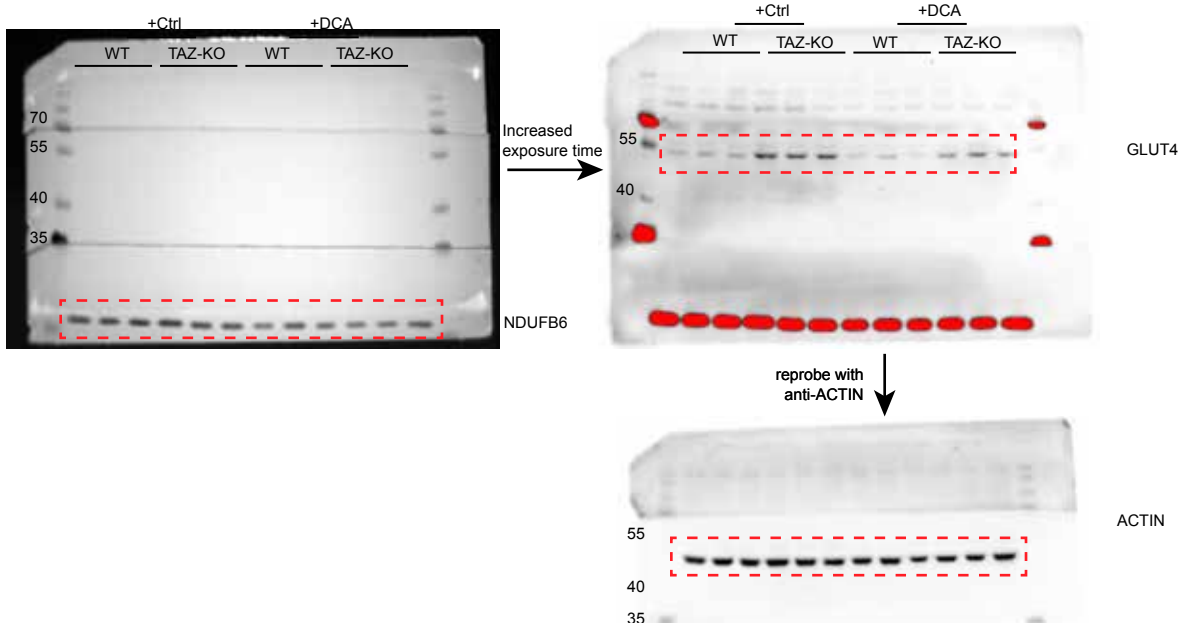 +Ctrl +DCA
WT TAZ-KO WT TAZ-KO
70
55
40
35
NDUFB6
Increased
exposure time
+Ctrl +DCA
WT TAZ-KO WT TAZ-KO
55
40
GLUT4
reprobe with
anti-ACTIN
55
40
35
ACTIN